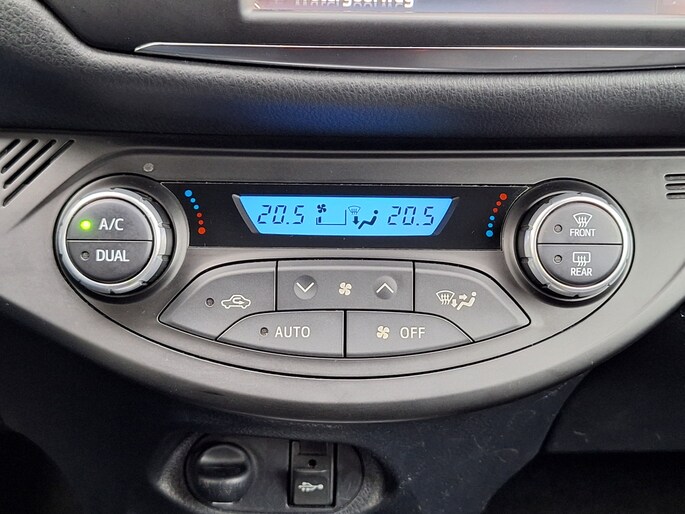 20.5 20.5
A/C
DUAL
FRONT
REAR
AUTO
OFF